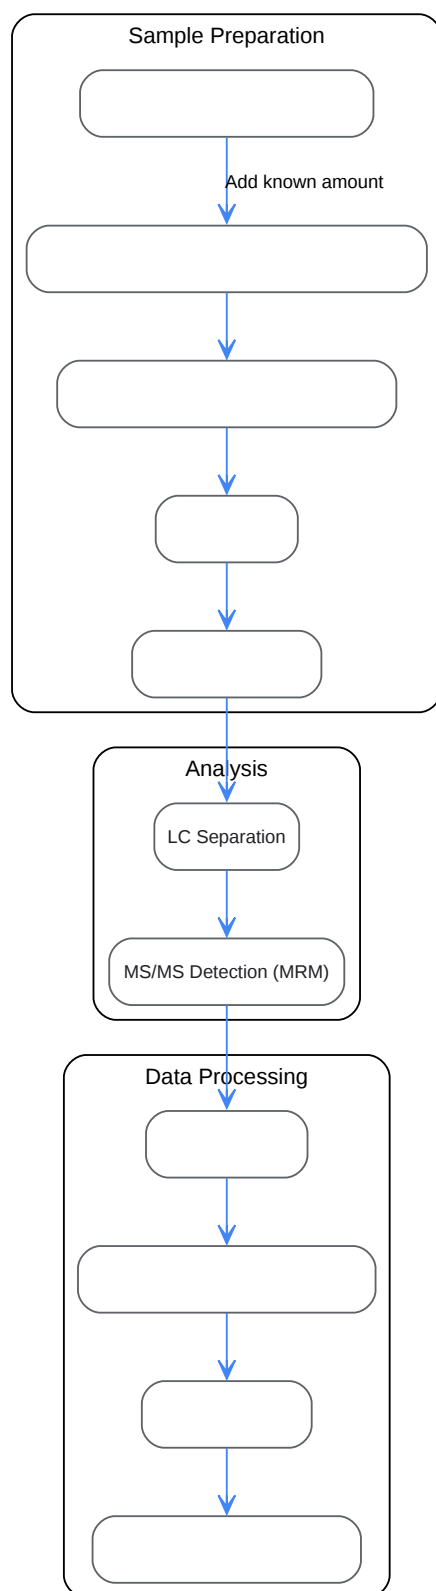 Sample Preparation
Add known amount
Analysis
LC Separation
MS/MS Detection (MRM)
Data Processing